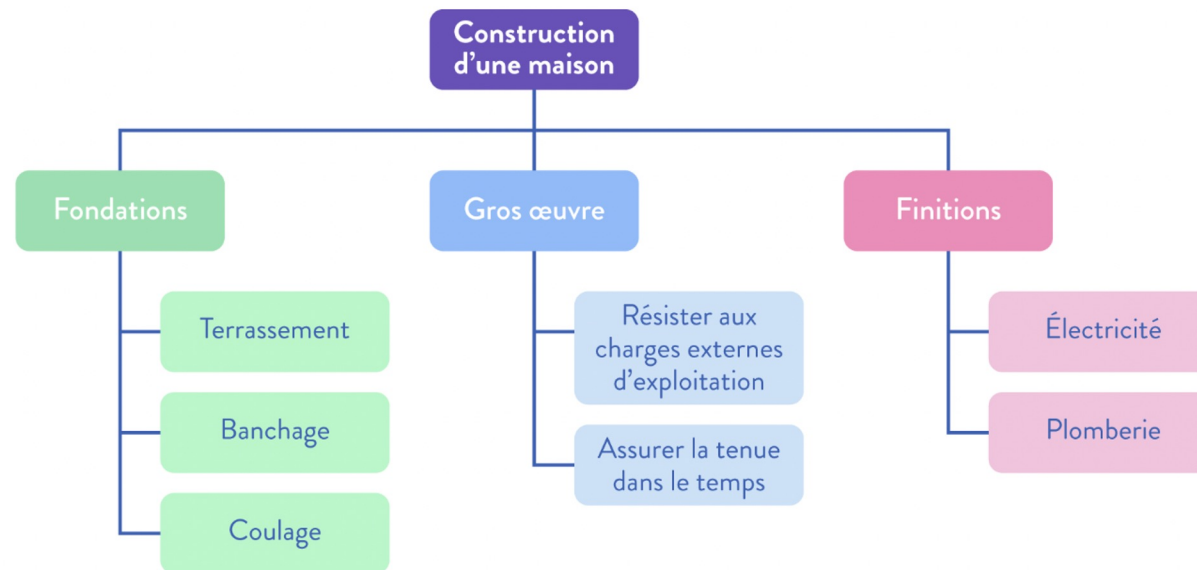 Construction
d’une maison
Fondations
Gros œuvre
Finitions
Terrassement
Banchage
Coulage
Résister aux
charges externes
d’exploitation
Assurer la tenue
dans le temps
Électricité
Plomberie